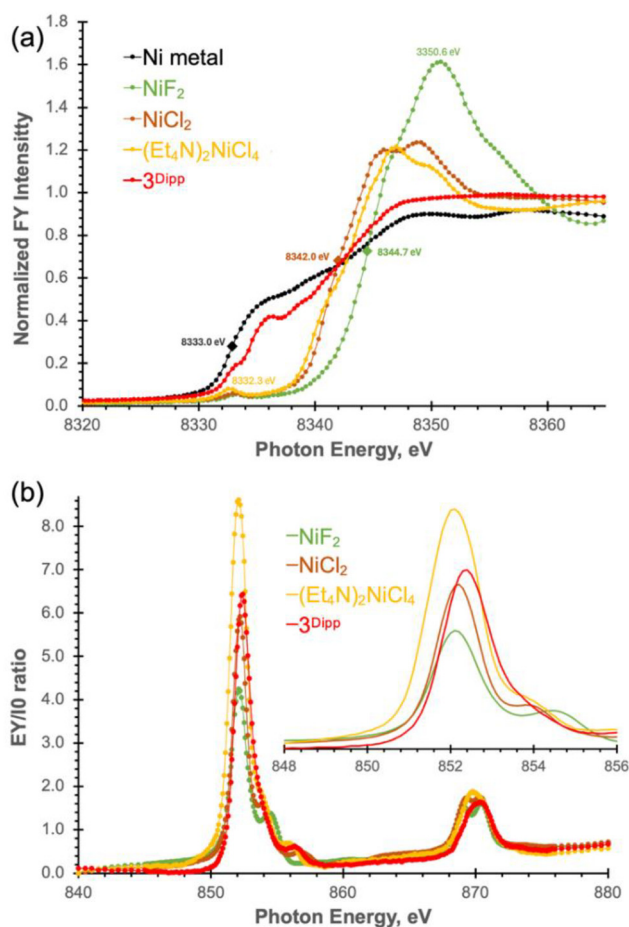 (a)
Normalized FY Intensitty
1.8
1.6
1.4
1.2
1.0
0.8
0.6
0.4
0.2
0.0
Ni metal
NiF₂
NiCl₂
(Et₄N)₂NiCl₄
3ᴰⁱᵖᵖ
3350.6 eV
8342.0 eV
8344.7 eV
8333.0 eV
8332.3 eV
8320 8330 8340 8350 8360
Photon Energy, eV
(b)
EY/I0 ratio
8.0
7.0
6.0
5.0
4.0
3.0
2.0
1.0
0.0
NiF₂
NiCl₂
(Et₄N)₂NiCl₄
3ᴰⁱᵖᵖ
848 850 852 854 856
840 850 860 870 880
Photon Energy, eV